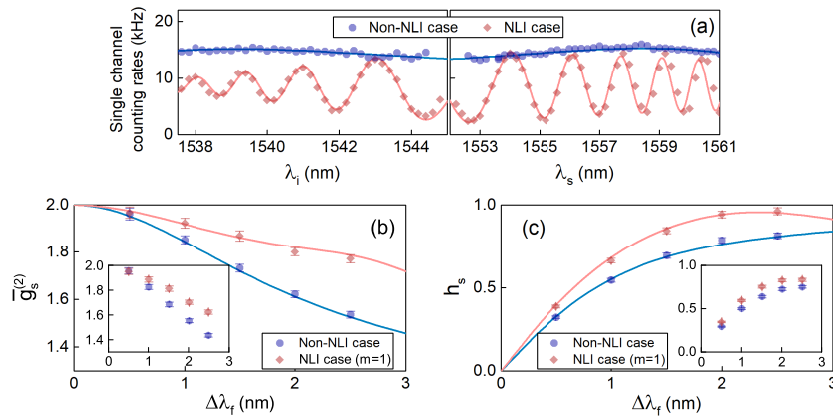 Single channel
counting rates (kHz)
22
20
10
0
Non-NLI case
NLI case
(a)
1538
1540
1542
1544
1553
1555
1557
1559
1561
λi (nm)
λs (nm)
2.0
1.8
1.6
1.4
ḡs(2)
(b)
2.0
1.8
1.6
1.4
0
1
2
3
Non-NLI case
NLI case (m=1)
0
1
2
3
Δλf (nm)
1.0
0.5
0.0
hs
(c)
1.0
0.5
0.0
0
1
2
3
Non-NLI case
NLI case (m=1)
0
1
2
3
Δλf (nm)